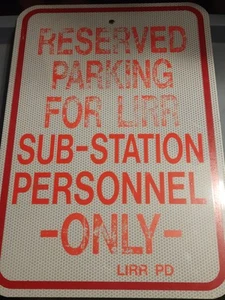 RESERVED
PARKING
FOR LIRR
SUB-STATION
PERSONNEL
-ONLY-
LIRR PD